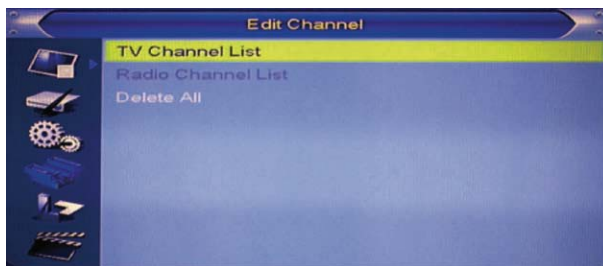 Edit Channel
TV Channel List
Radio Channel List
Delete All